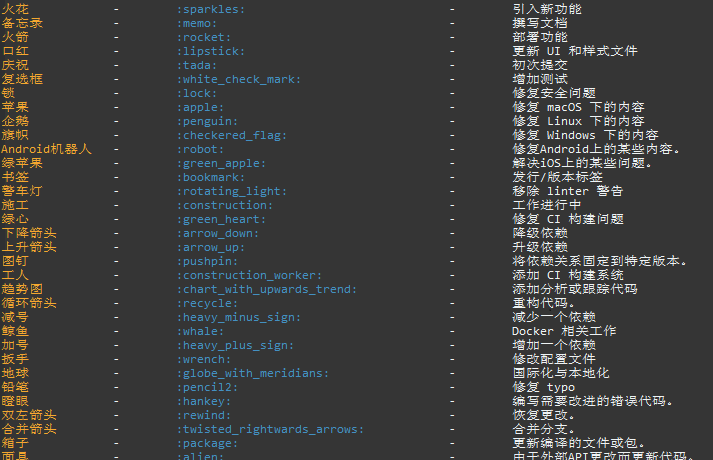 火花 - :sparkles: - 引入新功能
备忘录 - :memo: - 撰写文档
火箭 - :rocket: - 部署功能
口红 - :lipstick: - 更新 UI 和样式文件
庆祝 - :tada: - 初次提交
复选框 - :white_check_mark: - 增加测试
锁 - :lock: - 修复安全问题
苹果 - :apple: - 修复 macOS 下的内容
企鹅 - :penguin: - 修复 Linux 下的内容
旗帜 - :checkered_flag: - 修复 Windows 下的内容
Android机器人 - :robot: - 修复Android上的某些内容。
绿苹果 - :green_apple: - 解决iOS上的某些问题。
书签 - :bookmark: - 发行/版本标签
警车灯 - :rotating_light: - 移除 linter 警告
施工 - :construction: - 工作进行中
绿心 - :green_heart: - 修复 CI 构建问题
下降箭头 - :arrow_down: - 降级依赖
上升箭头 - :arrow_up: - 升级依赖
图钉 - :pushpin: - 将依赖关系固定到特定版本。
工人 - :construction_worker: - 添加 CI 构建系统
趋势图 - :chart_with_upwards_trend: - 添加分析或跟踪代码
循环箭头 - :recycle: - 重构代码。
减号 - :heavy_minus_sign: - 减少一个依赖
鲸鱼 - :whale: - Docker 相关工作
加号 - :heavy_plus_sign: - 增加一个依赖
扳手 - :wrench: - 修改配置文件
地球 - :globe_with_meridians: - 国际化与本地化
铅笔 - :pencil2: - 修复 typo
瞪眼 - :hankey: - 编写需要改进的错误代码。
双左箭头 - :rewind: - 恢复更改。
合并箭头 - :twisted_rightwards_arrows: - 合并分支。
箱子 - :package: - 更新编译的文件或包。
面具 - :alien: - 由于外部API更改而更新代码。